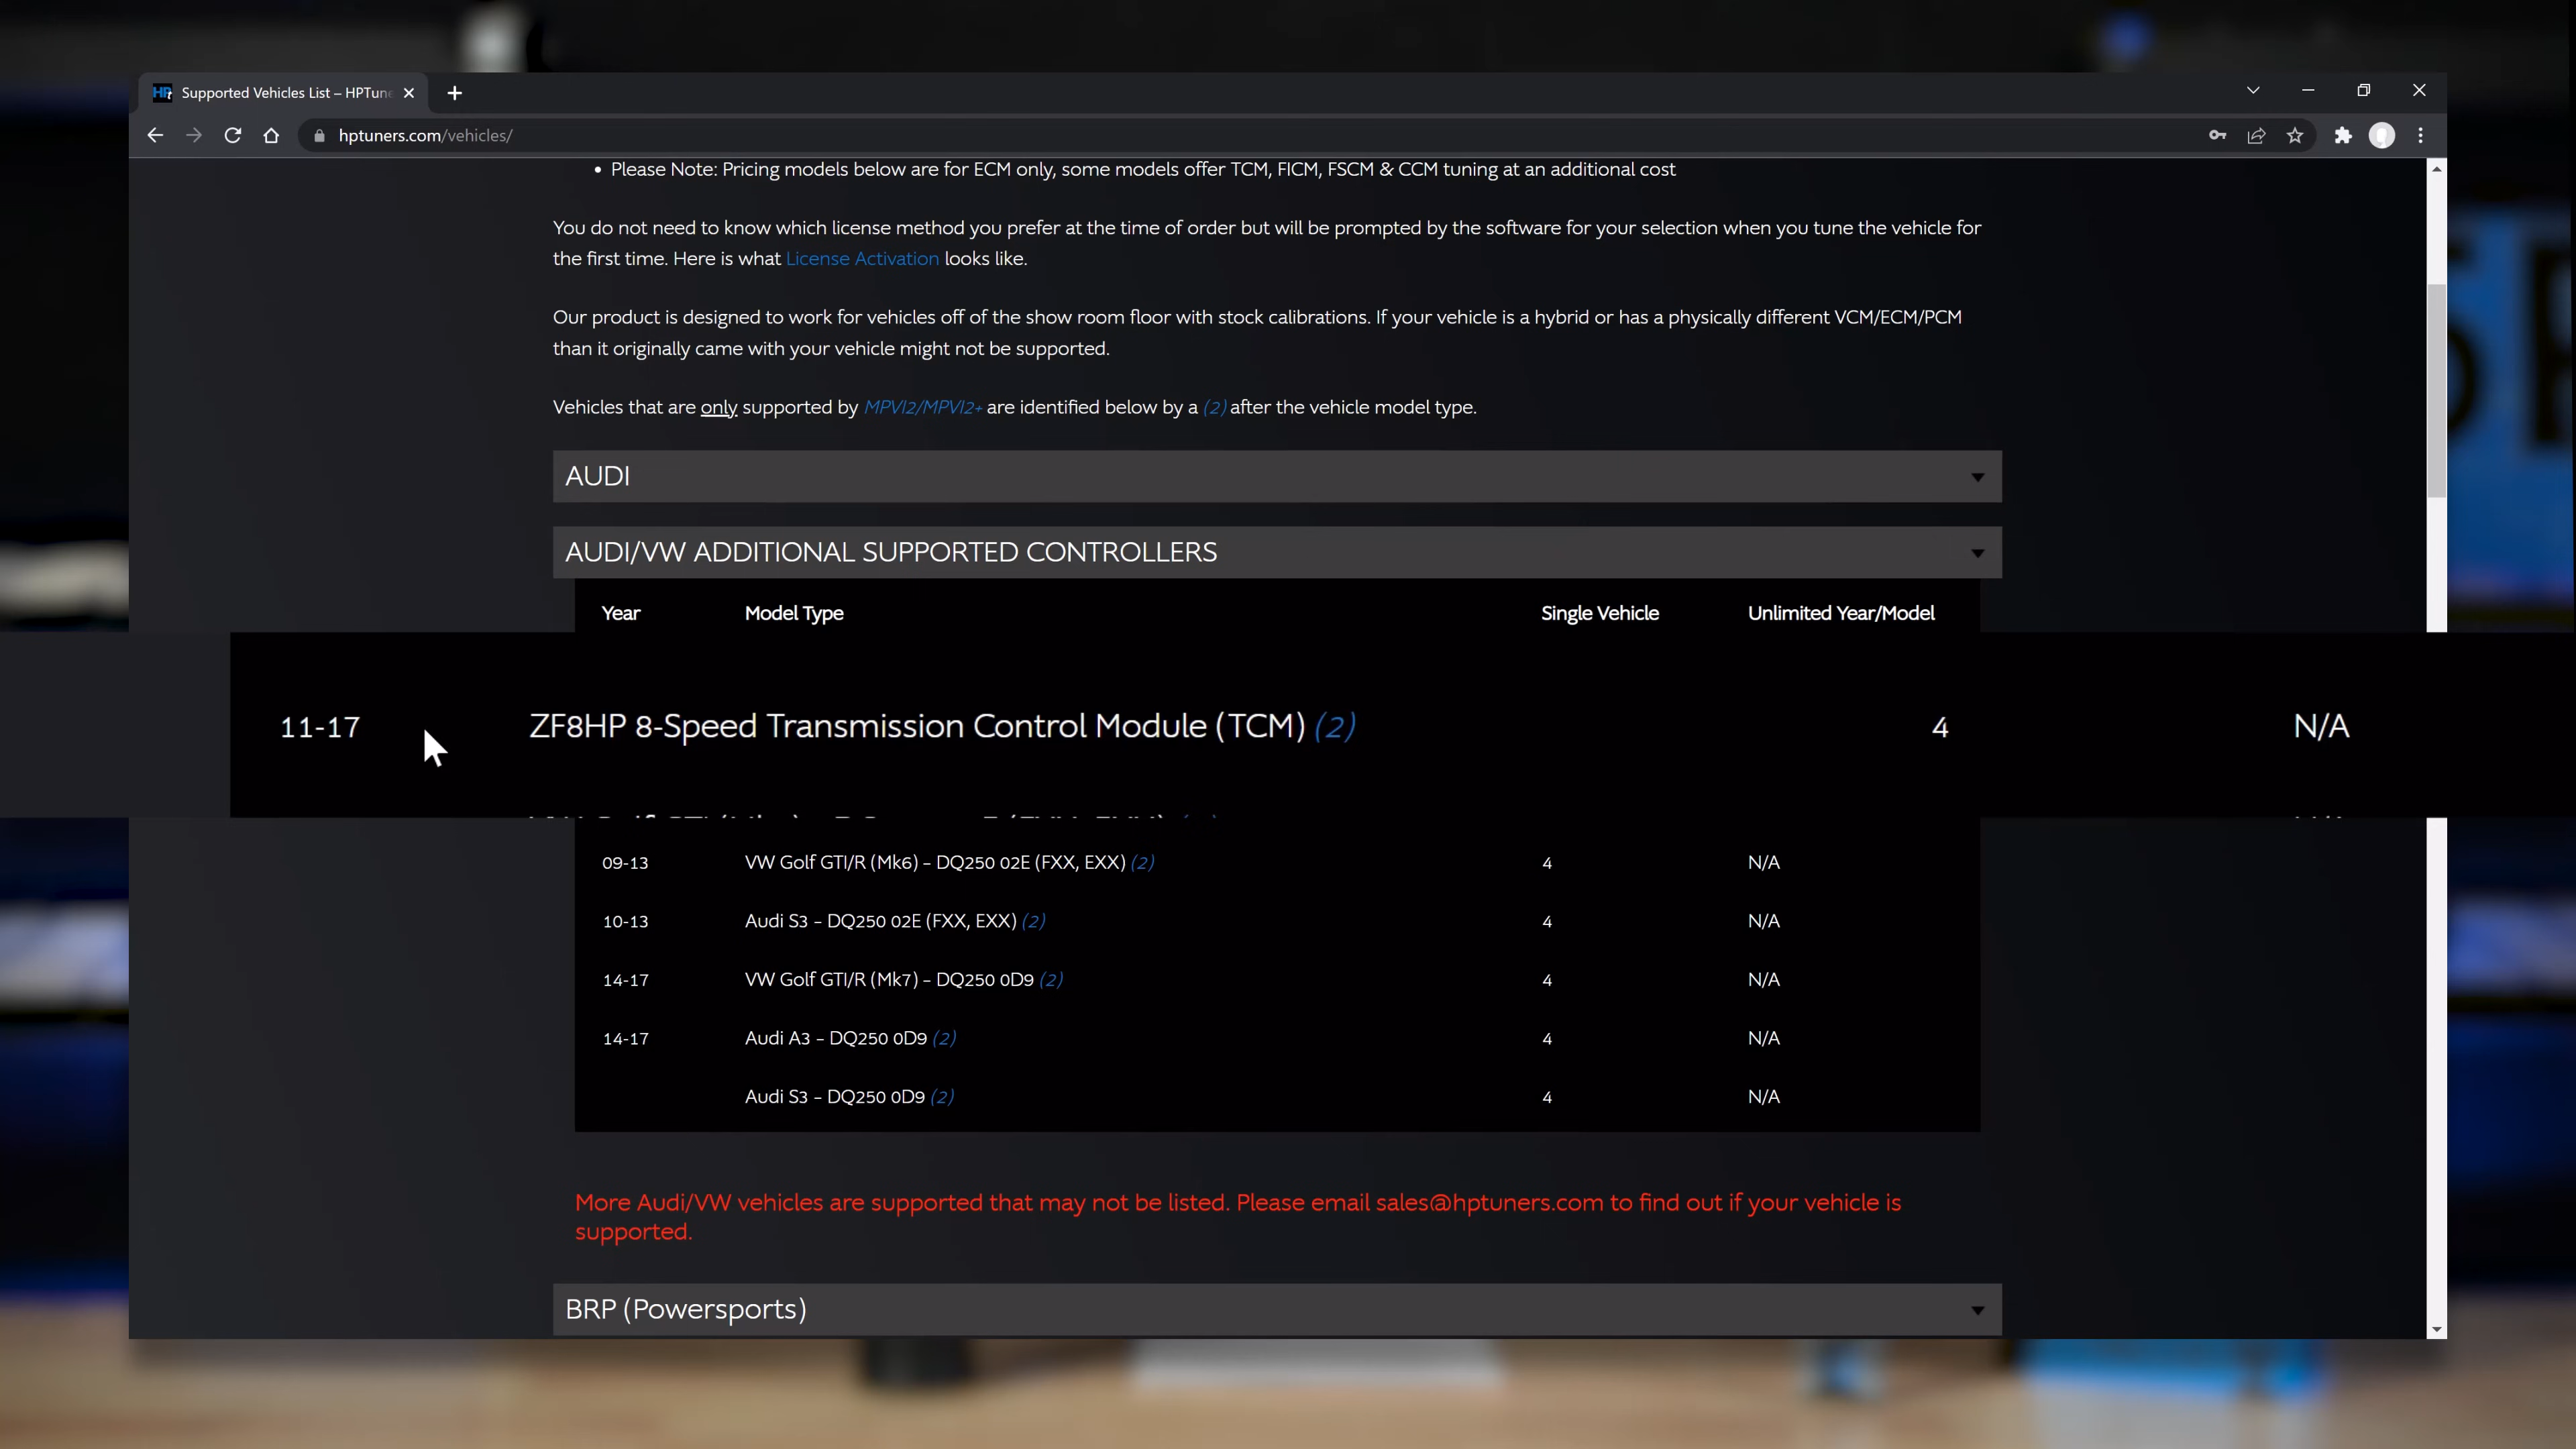 Supported Vehicles List – HPTune
hptuners.com/vehicles/
• Please Note: Pricing models below are for ECM only, some models offer TCM, FICM, FSCM & CCM tuning at an additional cost
You do not need to know which license method you prefer at the time of order but will be prompted by the software for your selection when you tune the vehicle for
the first time. Here is what License Activation looks like.
Our product is designed to work for vehicles off of the show room floor with stock calibrations. If your vehicle is a hybrid or has a physically different VCM/ECM/PCM
than it originally came with your vehicle might not be supported.
Vehicles that are only supported by MPVI2/MPVI2+ are identified below by a (2) after the vehicle model type.
AUDI
AUDI/VW ADDITIONAL SUPPORTED CONTROLLERS
Year Model Type Single Vehicle Unlimited Year/Model
11-17 ZF8HP 8-Speed Transmission Control Module (TCM) (2) 4 N/A
09-13 VW Golf GTI/R (Mk6) – DQ250 02E (FXX, EXX) (2) 4 N/A
10-13 Audi S3 – DQ250 02E (FXX, EXX) (2) 4 N/A
14-17 VW Golf GTI/R (Mk7) – DQ250 0D9 (2) 4 N/A
14-17 Audi A3 – DQ250 0D9 (2) 4 N/A
Audi S3 – DQ250 0D9 (2) 4 N/A
More Audi/VW vehicles are supported that may not be listed. Please email sales@hptuners.com to find out if your vehicle is
supported.
BRP (Powersports)